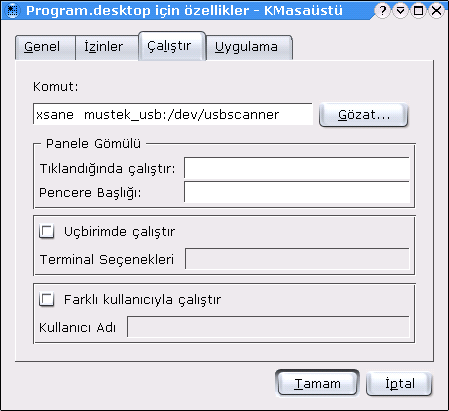 Program.desktop için özellikler - KMasaüstü
Genel İzinler Çalıştır Uygulama
Komut:
xsane mustek_usb:/dev/usbscanner Gözat...
Panele Gömülü
Tıklandığında çalıştır:
Pencere Başlığı:
Uçbirimde çalıştır
Terminal Seçenekleri
Farklı kullanıcıyla çalıştır
Kullanıcı Adı
Tamam İptal